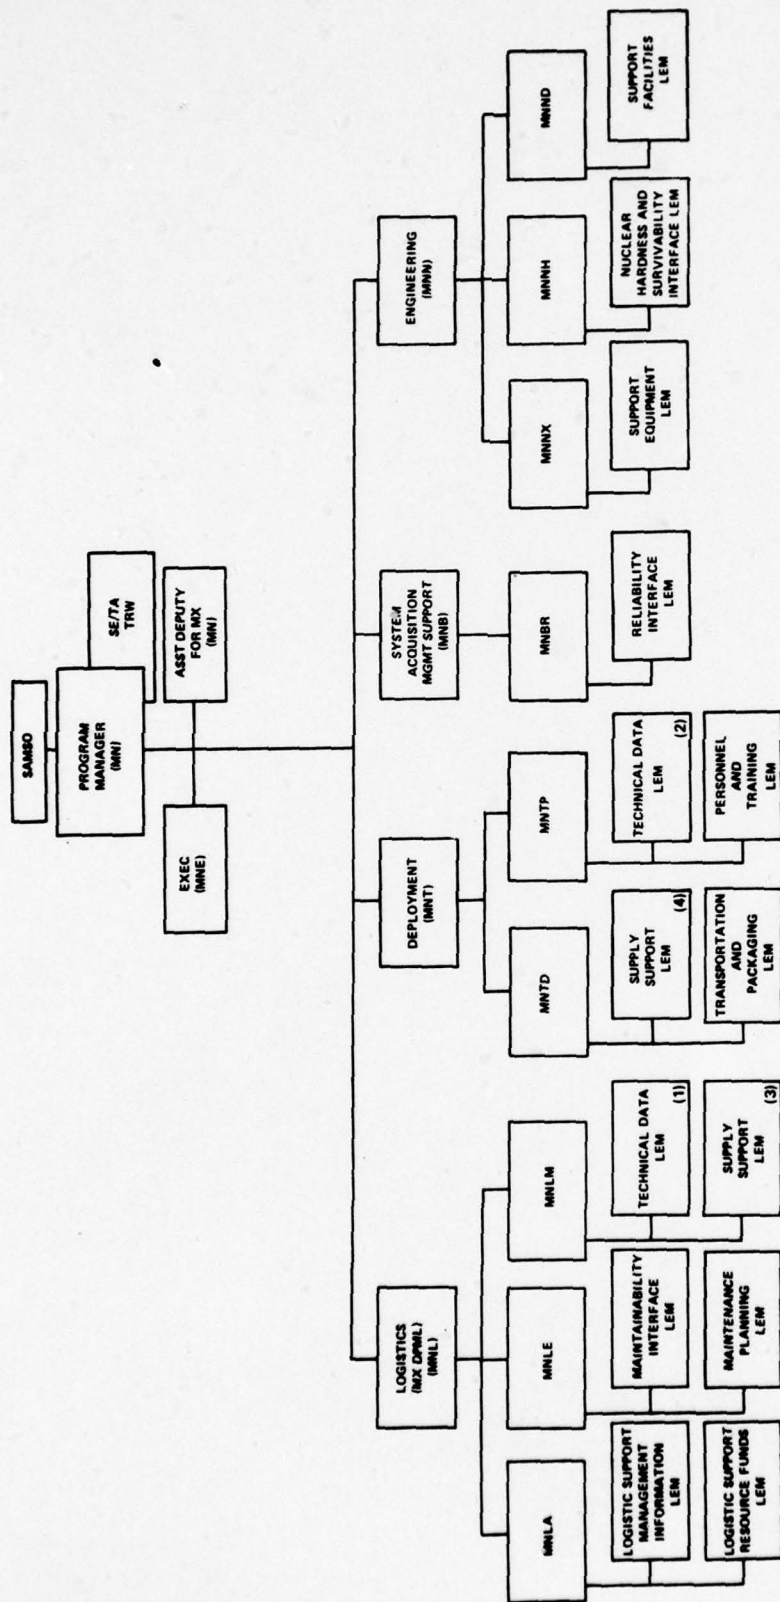 SAMSO
PROGRAM
MANAGER
(MN)
SE/TA
TRW
EXEC
(MNE)
ASST DEPUTY
FOR MX
(MN)
LOGISTICS
(MX DPML)
(MNL)
DEPLOYMENT
(MNT)
SYSTEM
ACQUISITION
MGMT SUPPORT
(MNB)
ENGINEERING
(MNN)
MNLA
MNLE
MNLM
MNTD
MNTP
MNBR
MNNX
MNNH
MNND
LOGISTIC SUPPORT
MANAGEMENT
INFORMATION
LEM
MAINTAINABILITY
INTERFACE
LEM
TECHNICAL DATA
LEM
(1)
SUPPLY
SUPPORT
LEM
(4)
TECHNICAL DATA
LEM
(2)
RELIABILITY
INTERFACE
LEM
SUPPORT
EQUIPMENT
LEM
NUCLEAR
HARDNESS AND
SURVIVABILITY
INTERFACE LEM
SUPPORT
FACILITIES
LEM
LOGISTIC SUPPORT
RESOURCE FUNDS
LEM
MAINTENANCE
PLANNING
LEM
SUPPLY
SUPPORT
LEM
(3)
TRANSPORTATION
AND
PACKAGING
LEM
PERSONNEL
AND
TRAINING
LEM